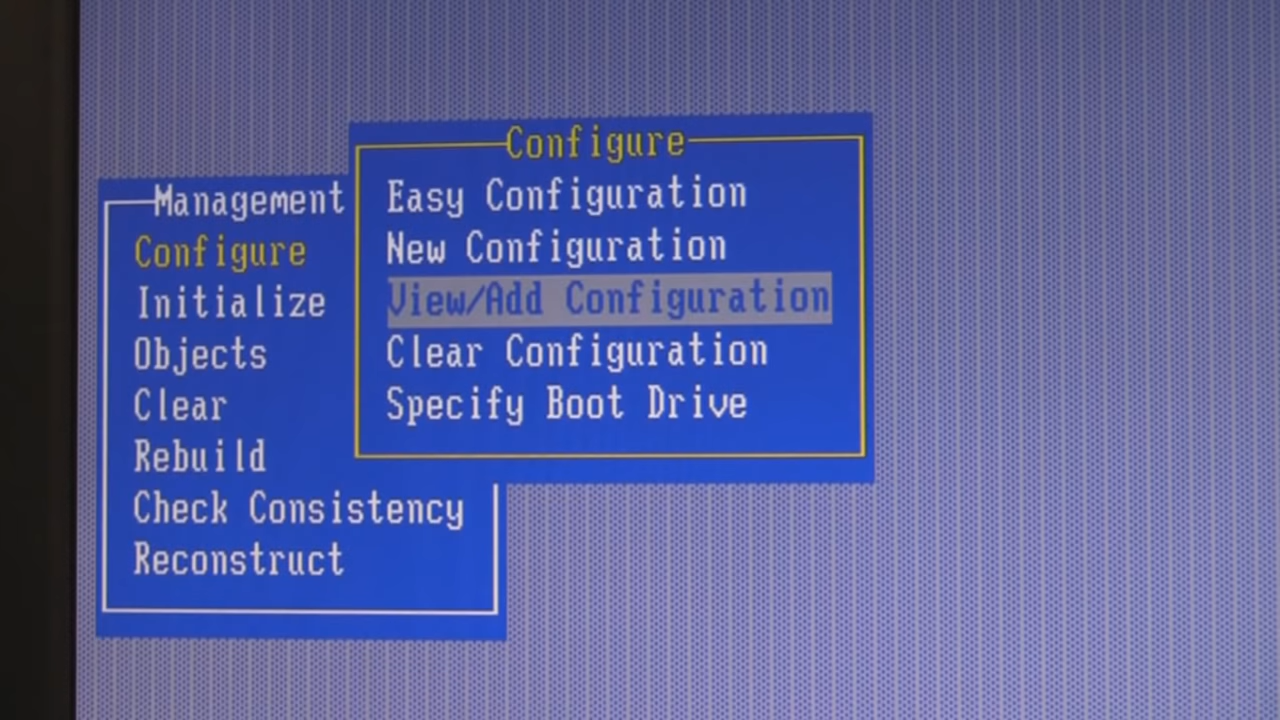 Configure
Easy Configuration
New Configuration
View/Add Configuration
Clear Configuration
Specify Boot Drive
Management
Configure
Initialize
Objects
Clear
Rebuild
Check Consistency
Reconstruct